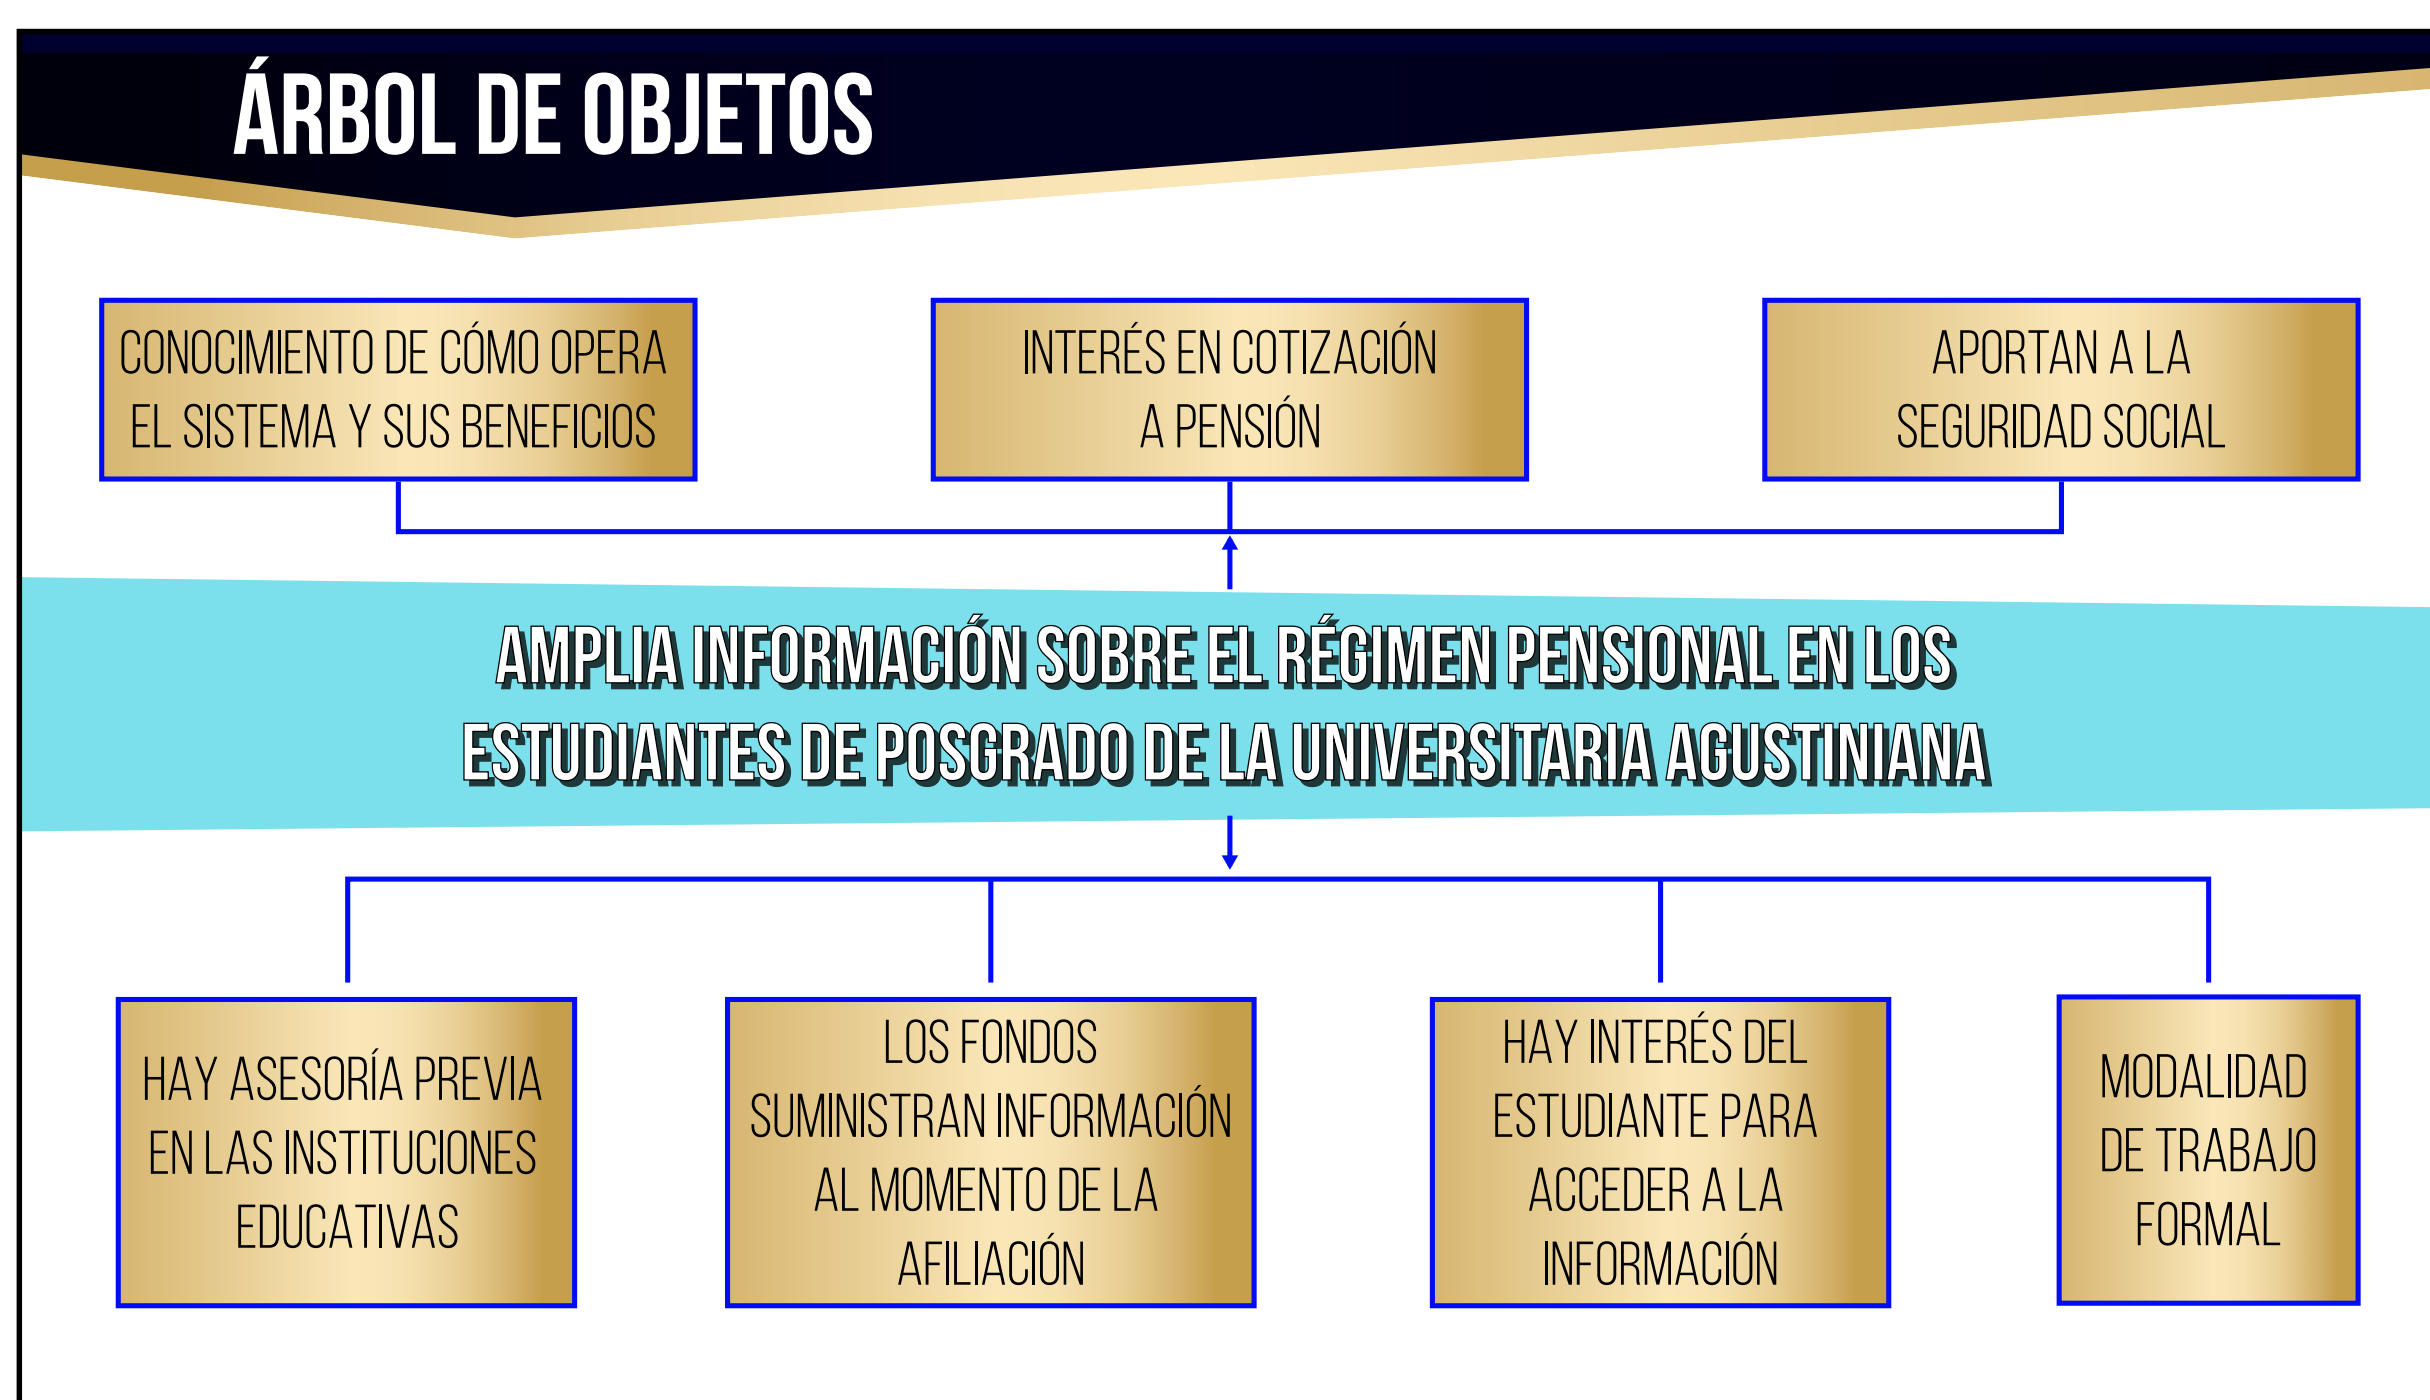 ÁRBOL DE OBJETOS
CONOCIMIENTO DE CÓMO OPERA
EL SISTEMA Y SUS BENEFICIOS
INTERÉS EN COTIZACIÓN
A PENSIÓN
APORTAN A LA
SEGURIDAD SOCIAL
AMPLIA INFORMACIÓN SOBRE EL RÉGIMEN PENSIONAL EN LOS
ESTUDIANTES DE POSGRADO DE LA UNIVERSITARIA AGUSTINIANA
HAY ASESORÍA PREVIA
EN LAS INSTITUCIONES
EDUCATIVAS
LOS FONDOS
SUMINISTRAN INFORMACIÓN
AL MOMENTO DE LA
AFILIACIÓN
HAY INTERÉS DEL
ESTUDIANTE PARA
ACCEDER A LA
INFORMACIÓN
MODALIDAD
DE TRABAJO
FORMAL